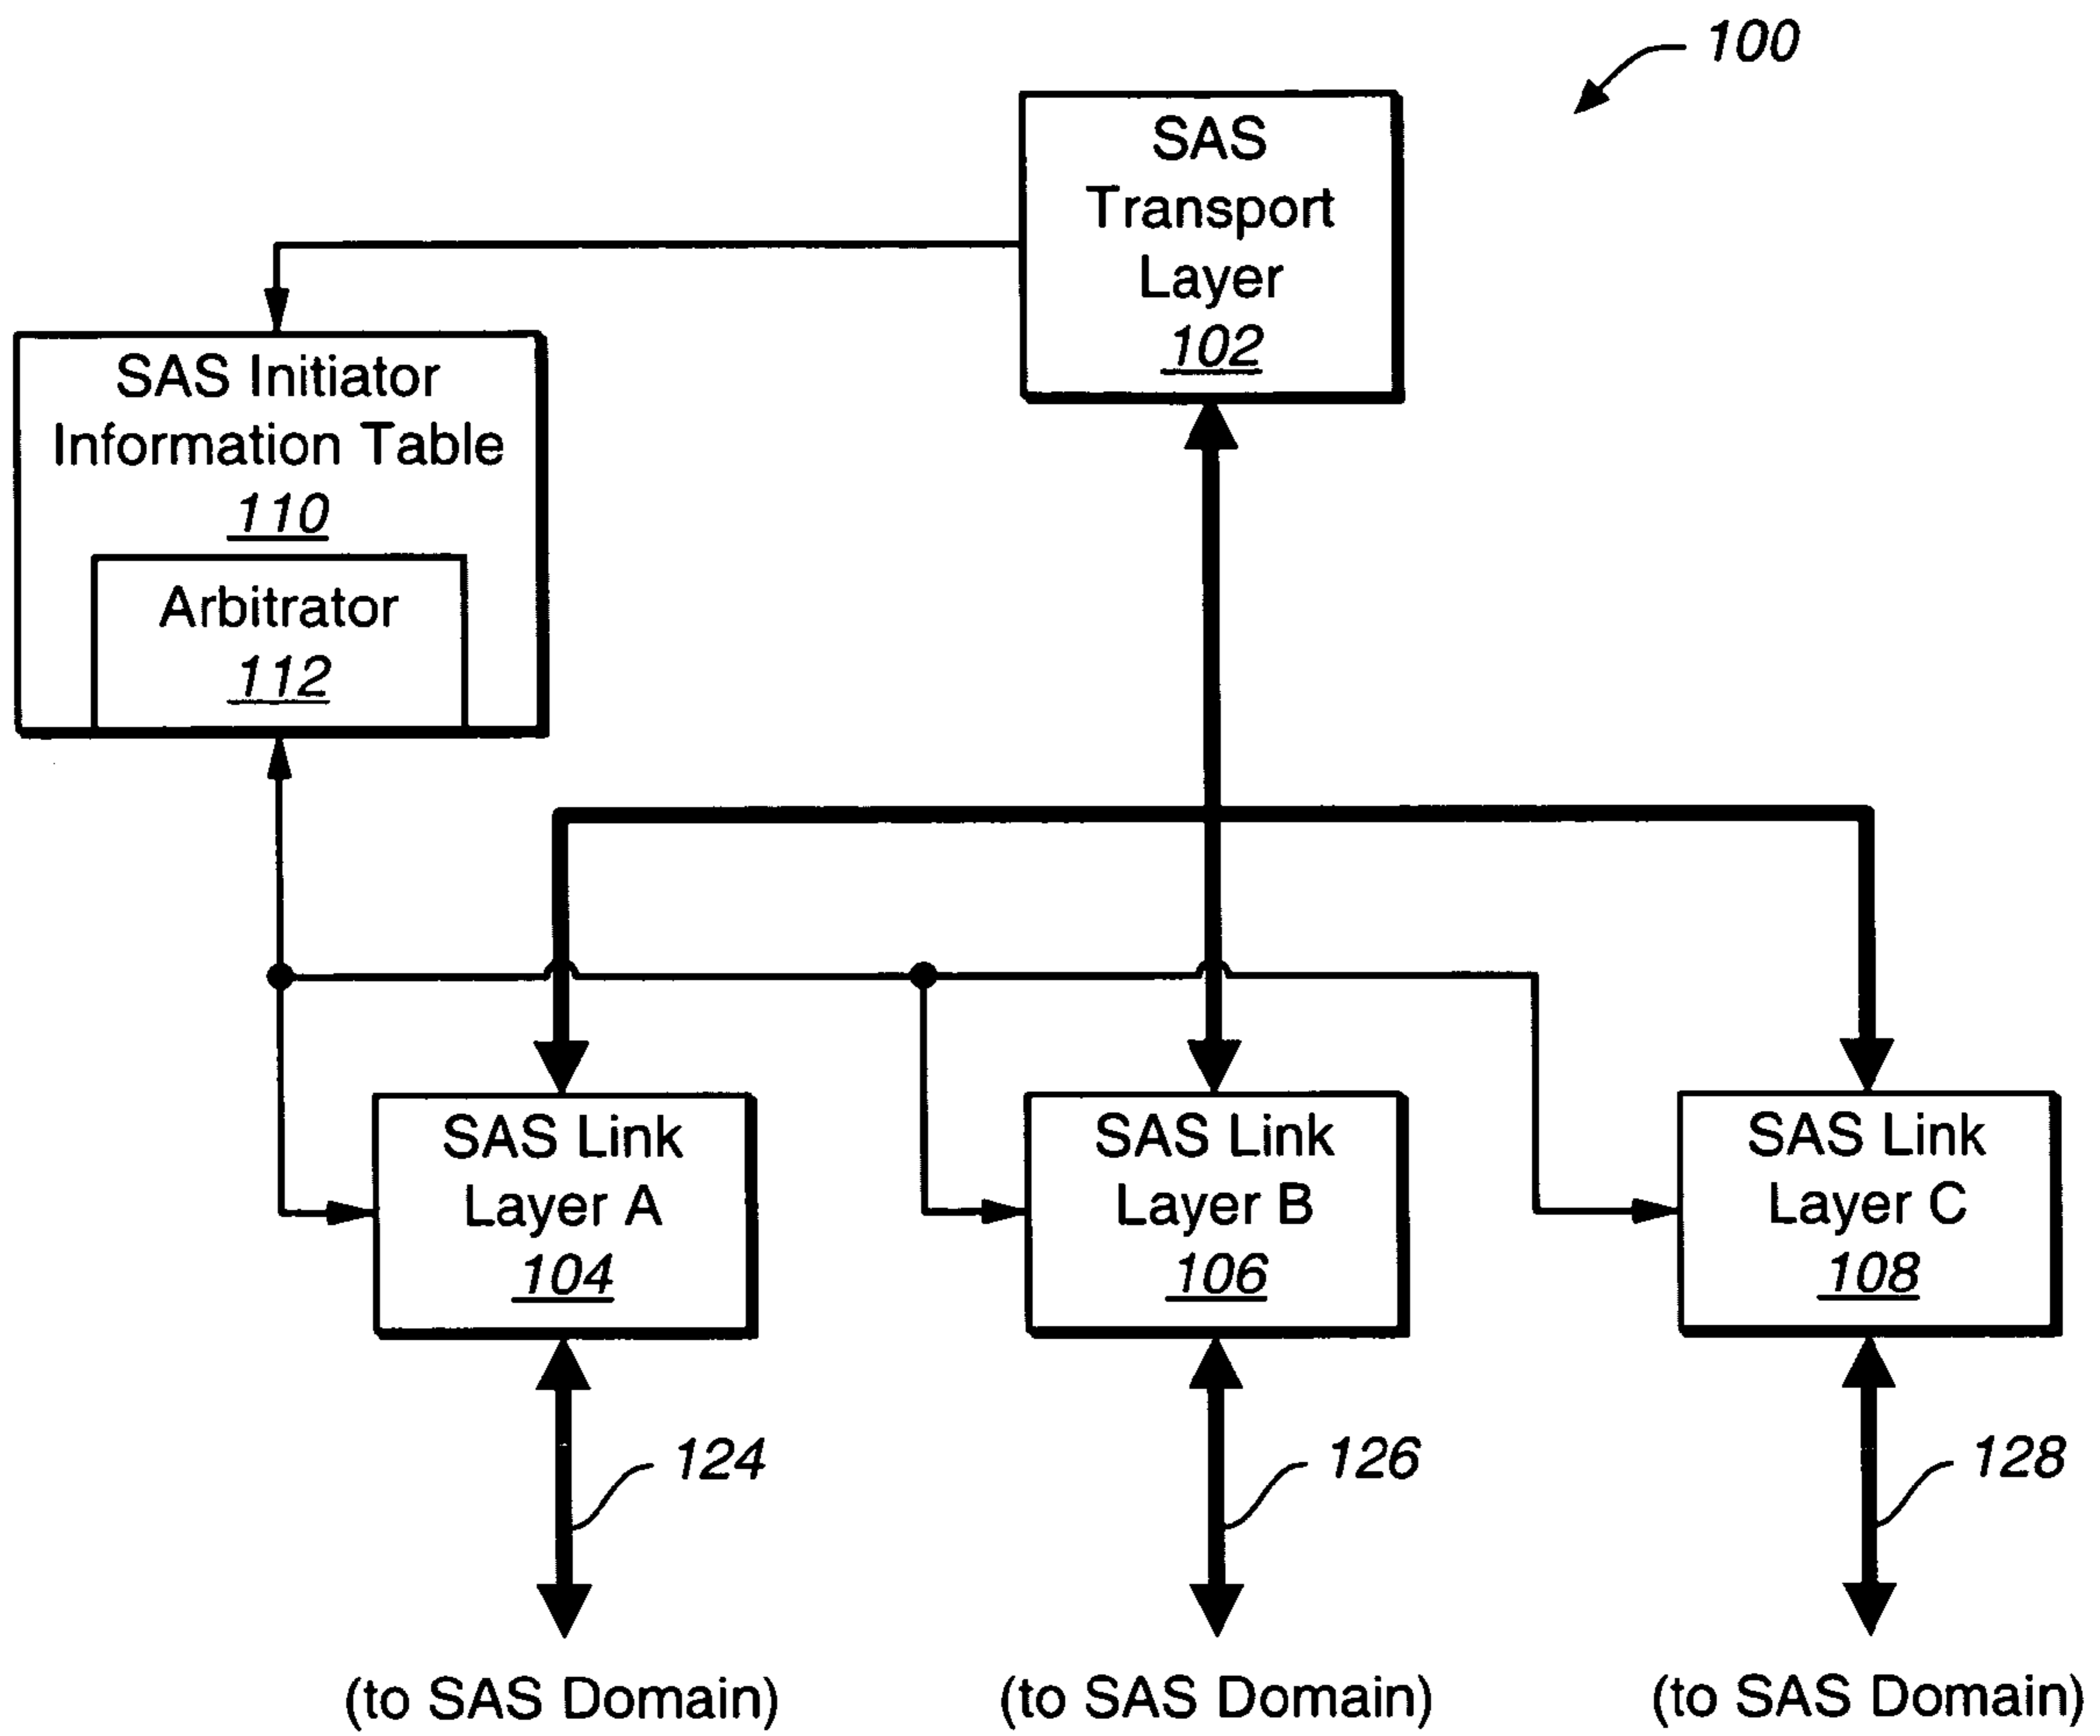 100
SAS
Transport
Layer
102
SAS Initiator
Information Table
110
Arbitrator
112
SAS Link
Layer A
104
SAS Link
Layer B
106
SAS Link
Layer C
108
124
126
128
(to SAS Domain)
(to SAS Domain)
(to SAS Domain)